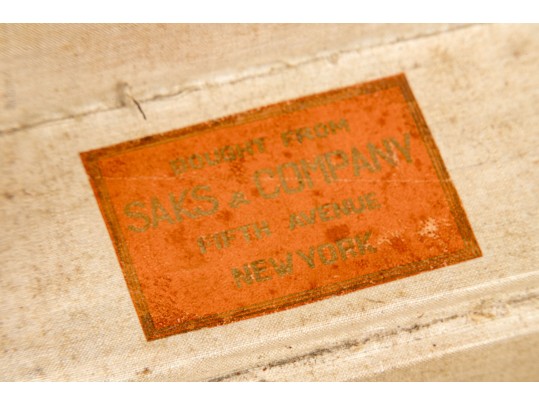 BOUGHT FROM
SAKS & COMPANY
FIFTH AVENUE
NEW YORK